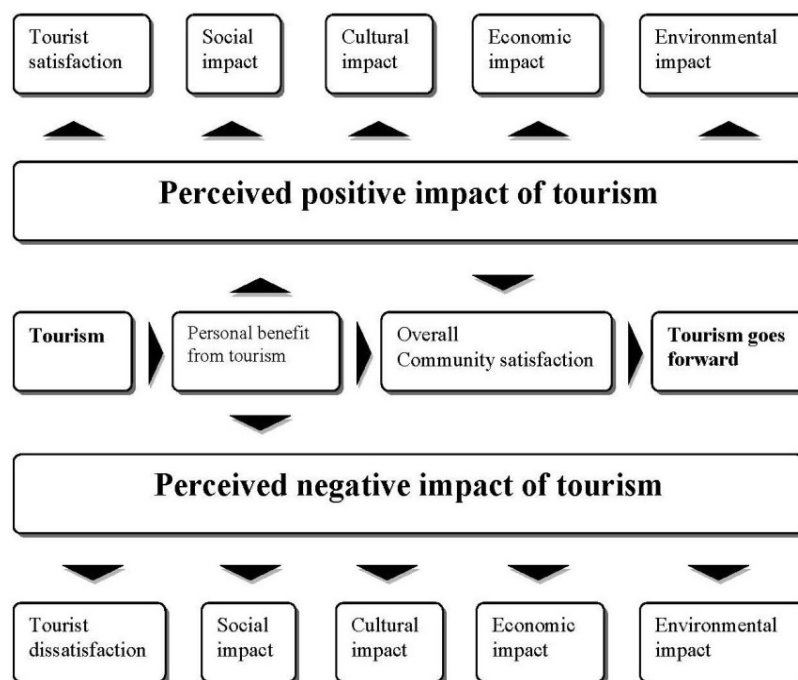 Tourist
satisfaction
Social
impact
Cultural
impact
Economic
impact
Environmental
impact
Perceived positive impact of tourism
Tourism
Personal benefit
from tourism
Overall
Community satisfaction
Tourism goes
forward
Perceived negative impact of tourism
Tourist
dissatisfaction
Social
impact
Cultural
impact
Economic
impact
Environmental
impact